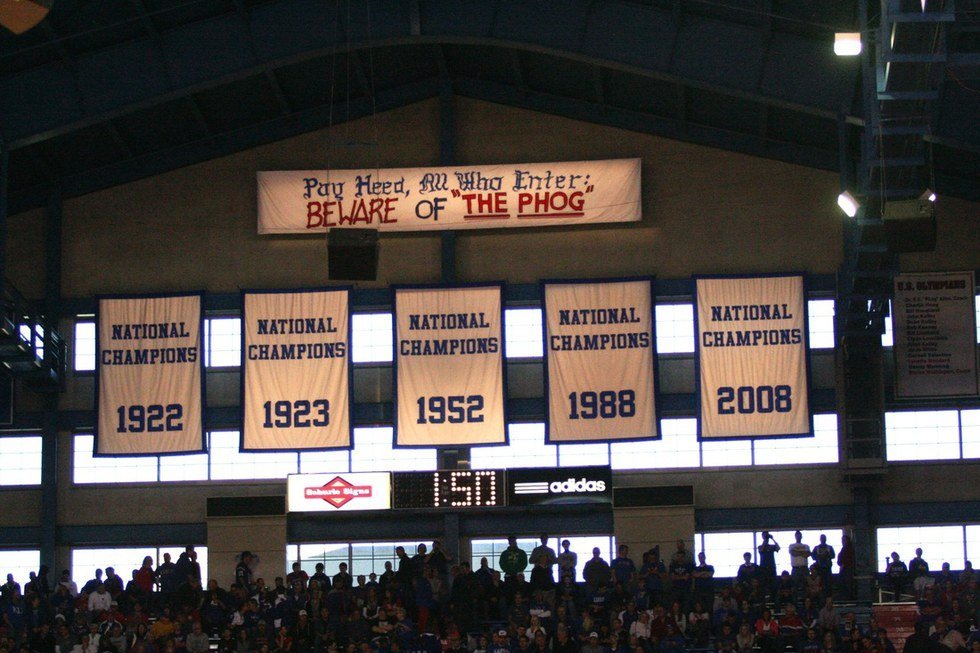 Pay Heed, All Who Enter:
BEWARE OF "THE PHOG"
NATIONAL
CHAMPIONS
1922
NATIONAL
CHAMPIONS
1923
NATIONAL
CHAMPIONS
1952
NATIONAL
CHAMPIONS
1988
NATIONAL
CHAMPIONS
2008
U.S. OLYMPIANS
1:50
adidas